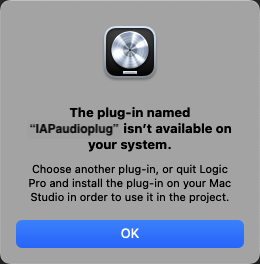 The plug-in named
“IAPaudioplug” isn’t available on
your system.
Choose another plug-in, or quit Logic
Pro and install the plug-in on your Mac
Studio in order to use it in the project.
OK